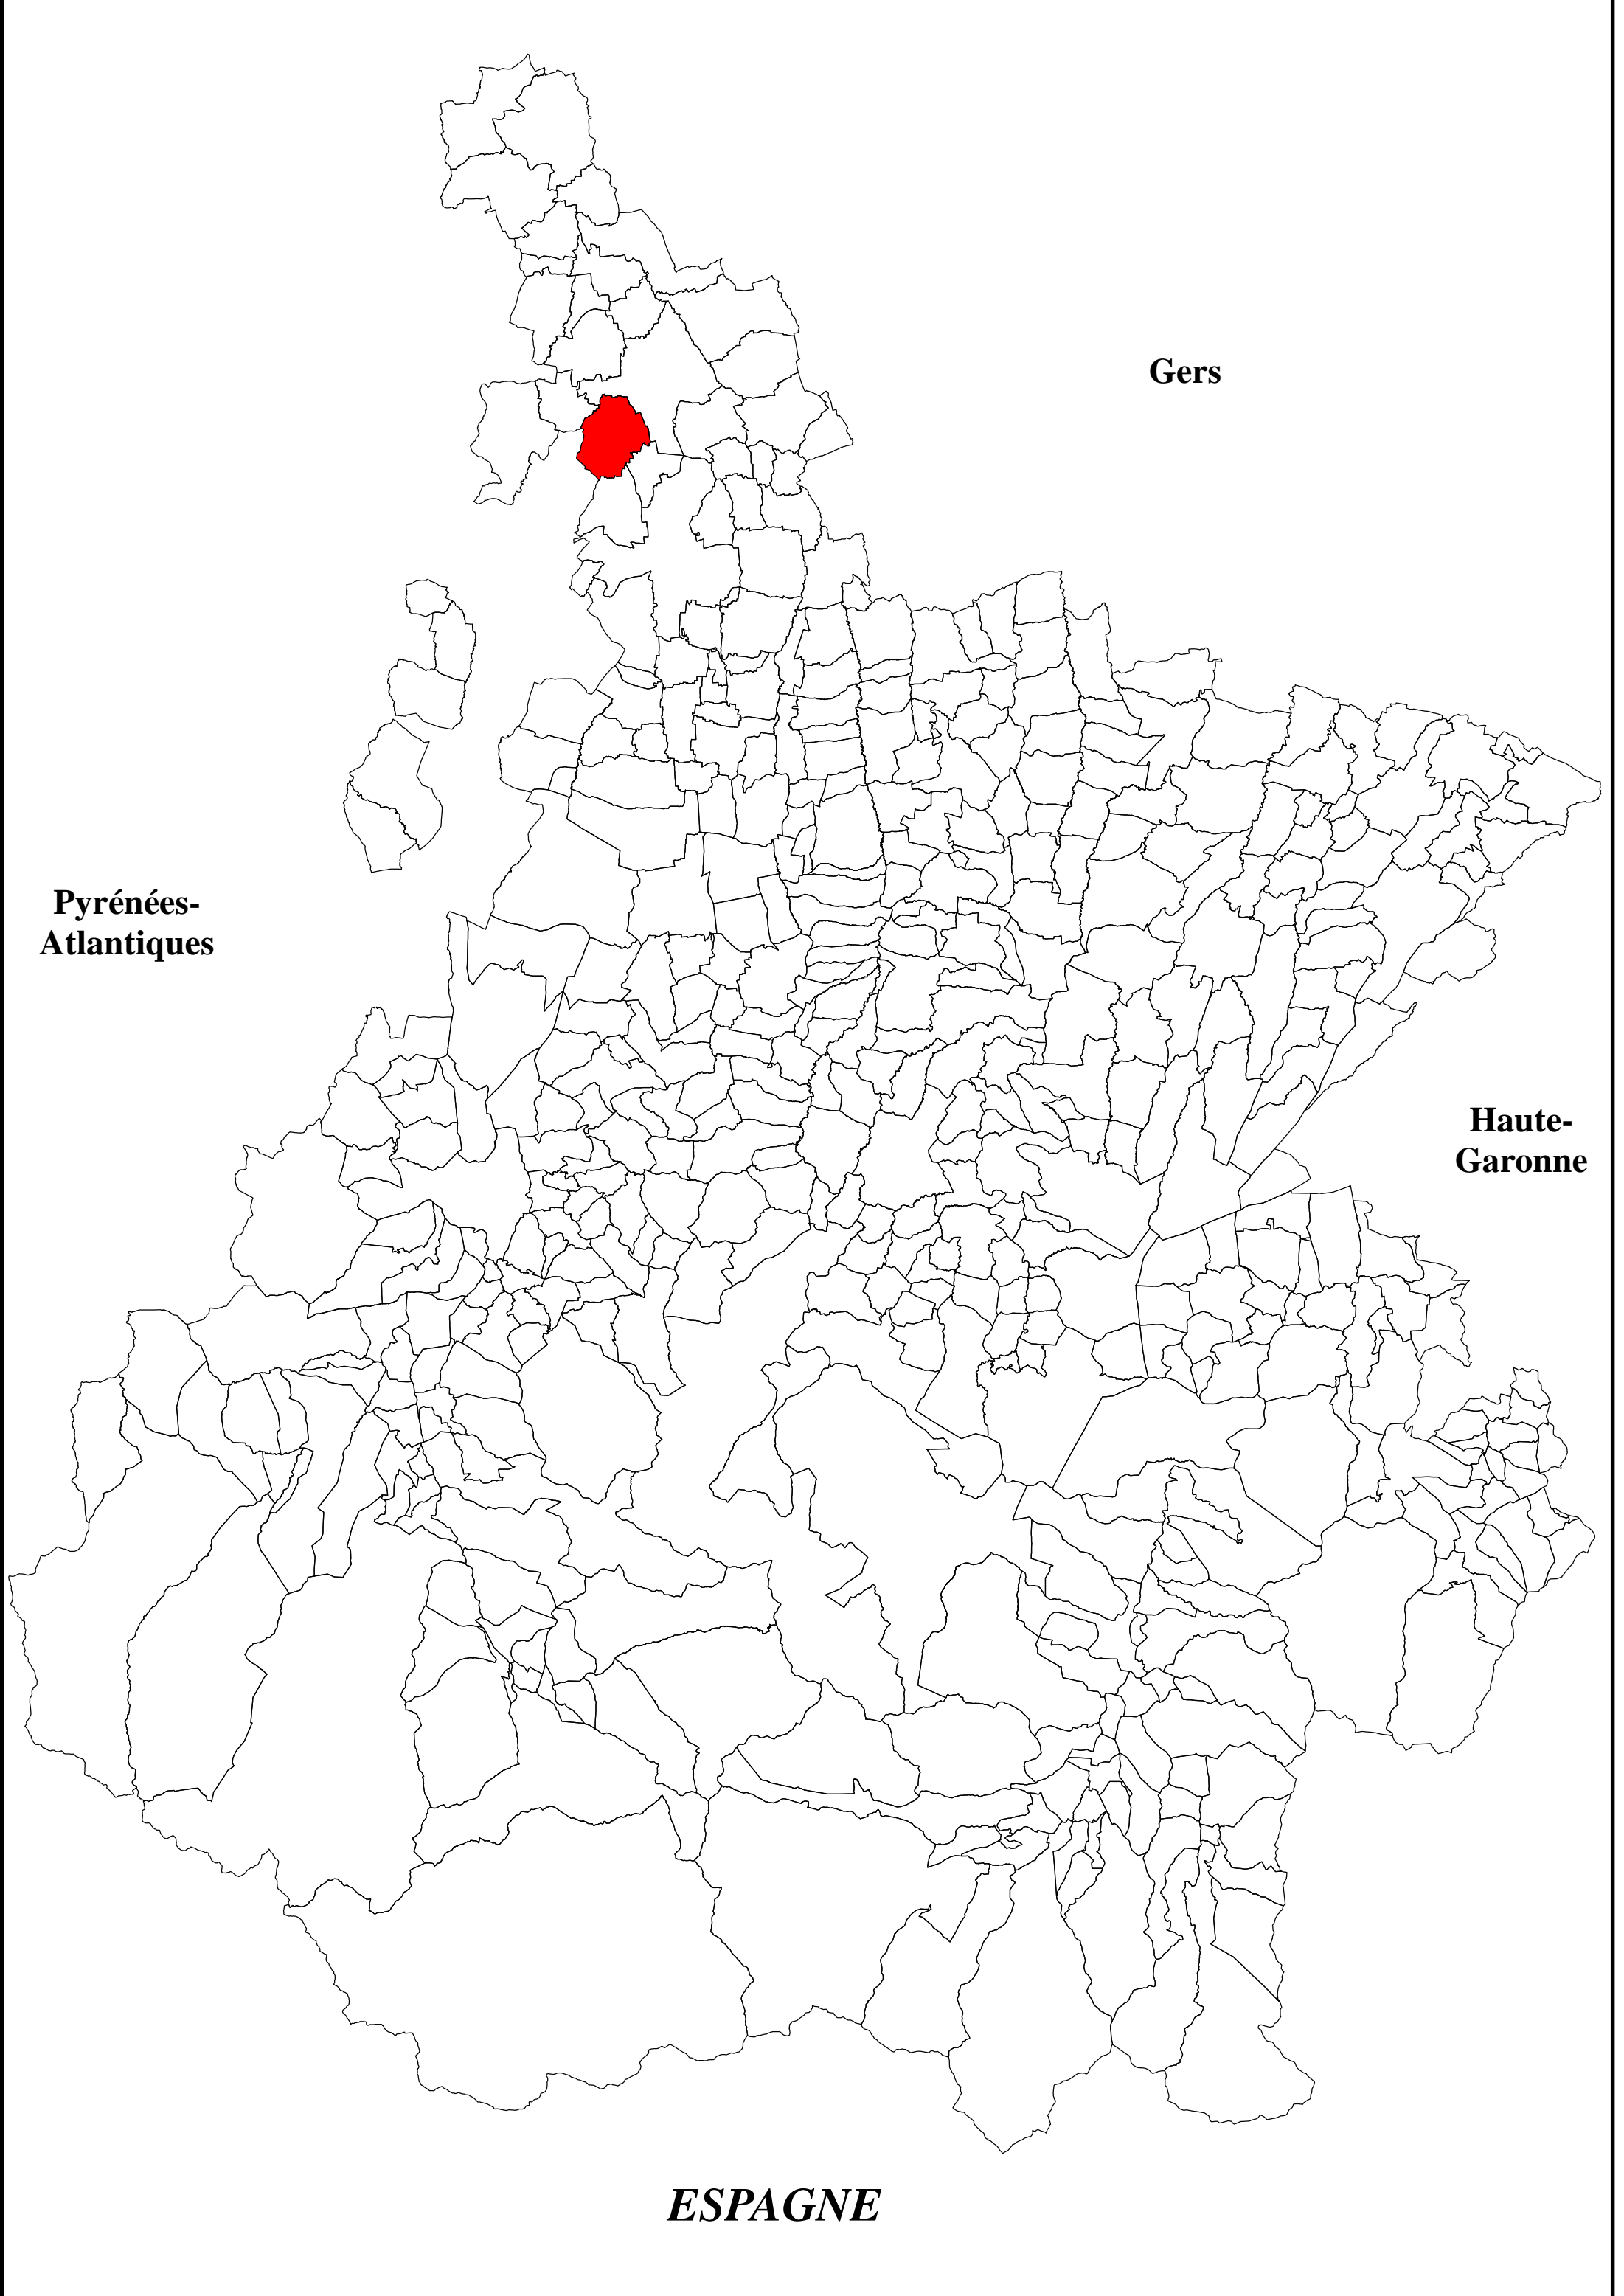 Gers
Pyrénées-
Atlantiques
Haute-
Garonne
ESPAGNE